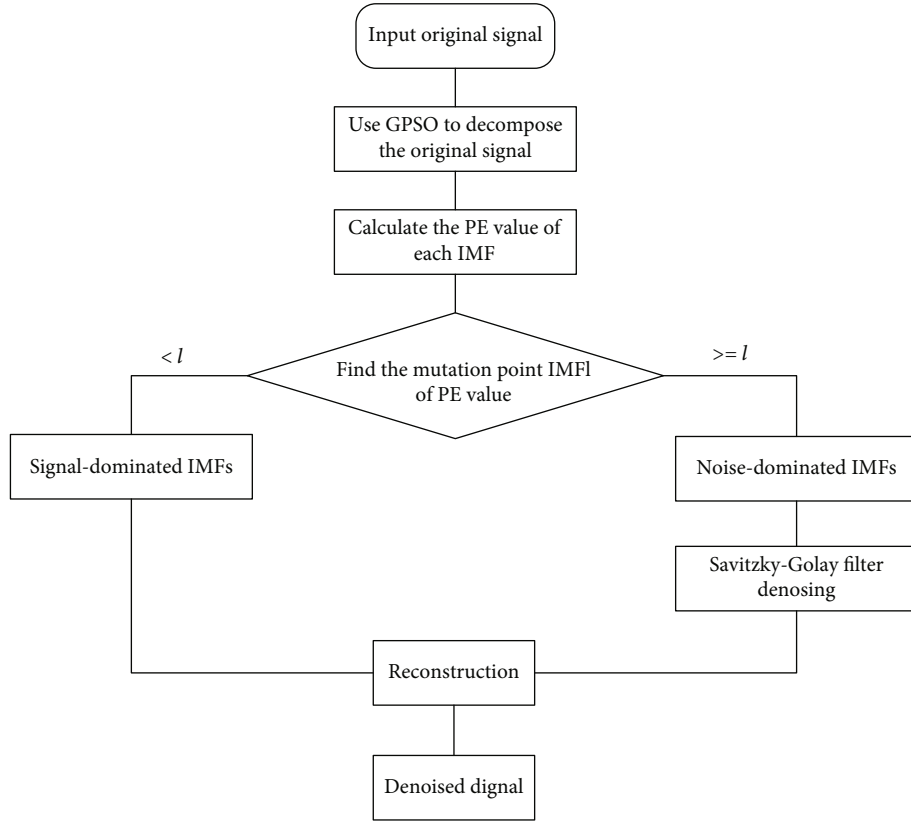 Input original signal
Use GPSO to decompose
the original signal
Calculate the PE value of
each IMF
< l
>= l
Find the mutation point IMFl
of PE value
Signal-dominated IMFs
Noise-dominated IMFs
Savitzky-Golay filter
denosing
Reconstruction
Denoised dignal